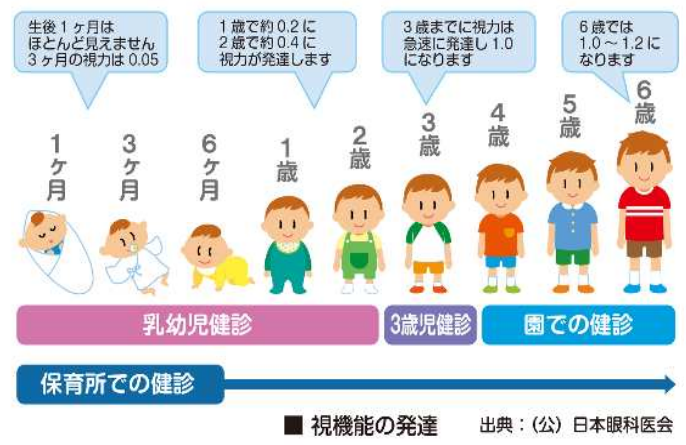 生後1ヶ月は
ほとんど見えません
3ヶ月の視力は0.05
1歳で約0.2に
2歳で約0.4に
視力が発達します
3歳までに視力は
急速に発達し1.0
になります
6歳では
1.0～1.2に
なります
1ヶ月
3ヶ月
6ヶ月
1歳
2歳
3歳
4歳
5歳
6歳
乳幼児健診
3歳児健診
園での健診
保育所での健診
■ 視機能の発達
出典：（公）日本眼科医会